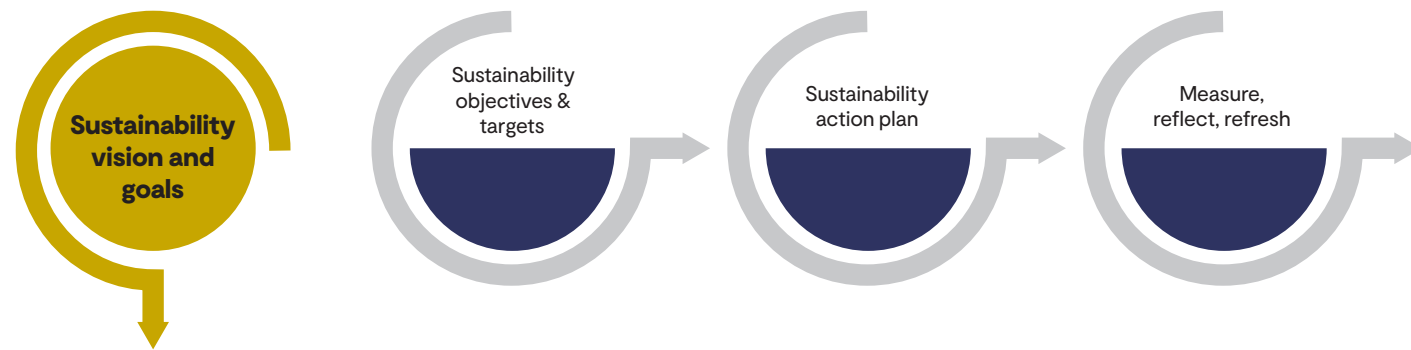 Sustainability
vision and
goals
Sustainability
objectives &
targets
Sustainability
action plan
Measure,
reflect, refresh